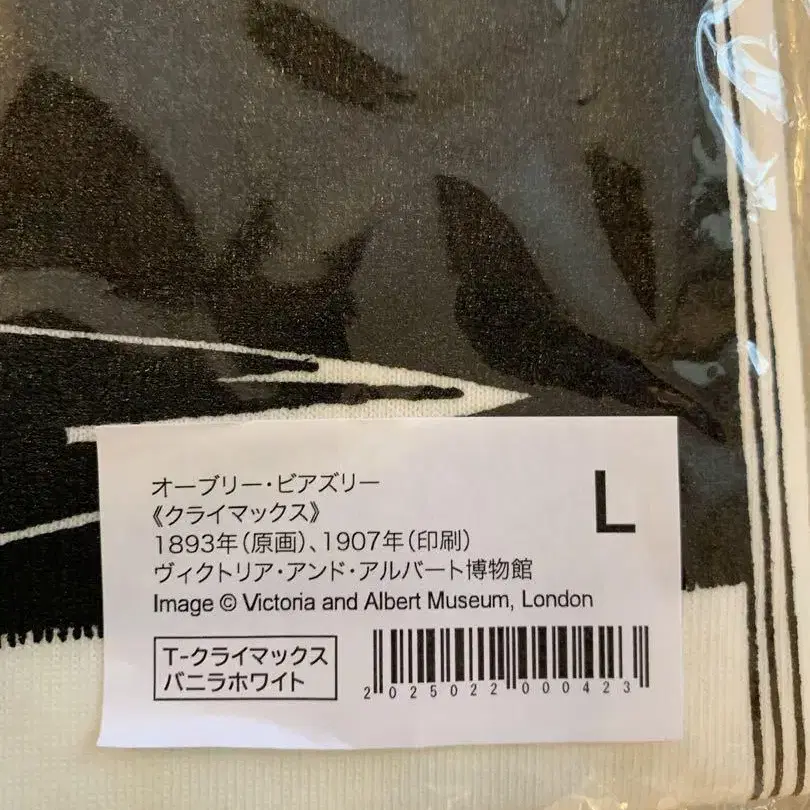 オーブリー・ビアズリー
《クライマックス》
1893年（原画）、1907年（印刷）
ヴィクトリア・アンド・アルバート博物館
Image © Victoria and Albert Museum, London
L
T-クライマックス
バニラホワイト
2025022000423